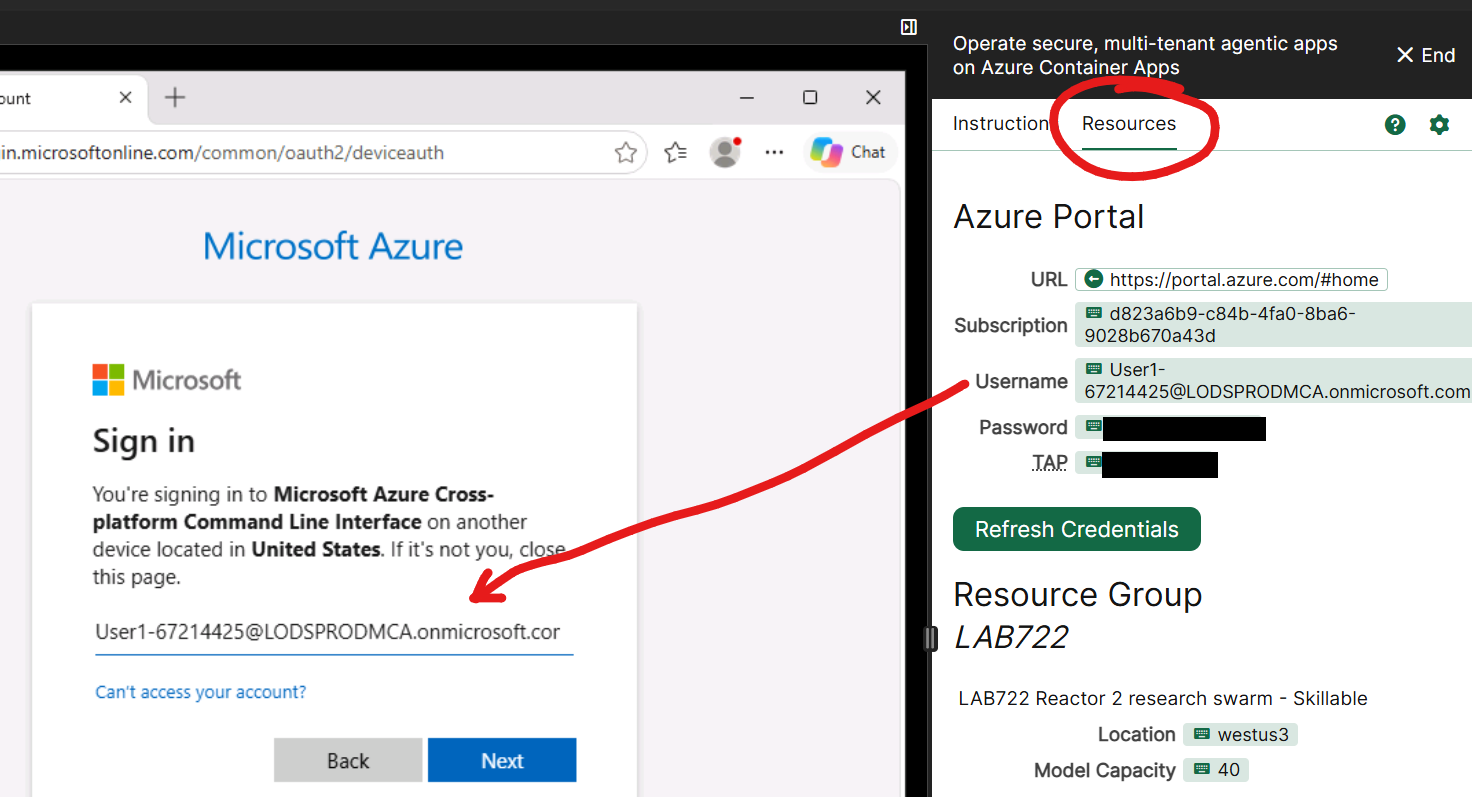 ount
in.microsoftonline.com/common/oauth2/deviceauth
Chat
Microsoft Azure
Microsoft
Sign in
You're signing in to Microsoft Azure Cross-
platform Command Line Interface on another
device located in United States. If it's not you, close
this page.
User1-67214425@LODSPRODMCA.onmicrosoft.cor
Can't access your account?
Back
Next
Operate secure, multi-tenant agentic apps
on Azure Container Apps
End
Instruction
Resources
Azure Portal
URL https://portal.azure.com/#home
Subscription d823a6b9-c84b-4fa0-8ba6-
9028b670a43d
Username User1-
67214425@LODSPRODMCA.onmicrosoft.com
Password
TAP
Refresh Credentials
Resource Group
LAB722
LAB722 Reactor 2 research swarm - Skillable
Location westus3
Model Capacity 40